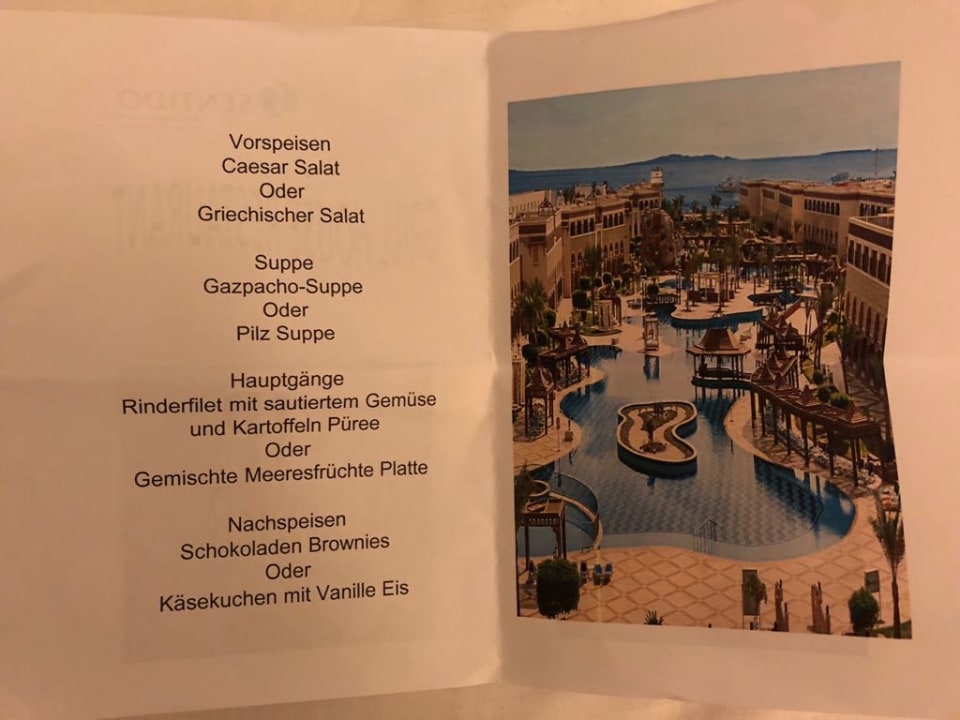 Vorspeisen
Caesar Salat
Oder
Griechischer Salat
Suppe
Gazpacho-Suppe
Oder
Pilz Suppe
Hauptgänge
Rinderfilet mit sautiertem Gemüse
und Kartoffeln Püree
Oder
Gemischte Meeresfrüchte Platte
Nachspeisen
Schokoladen Brownies
Oder
Käsekuchen mit Vanille Eis